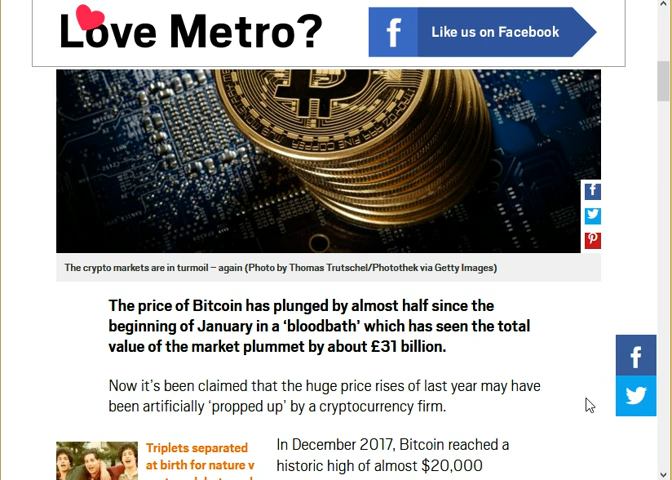 Love Metro?
f Like us on Facebook
The crypto markets are in turmoil – again (Photo by Thomas Trutschel/Photothek via Getty Images)
The price of Bitcoin has plunged by almost half since the
beginning of January in a ‘bloodbath’ which has seen the total
value of the market plummet by about £31 billion.
Now it’s been claimed that the huge price rises of last year may have
been artificially ‘propped up’ by a cryptocurrency firm.
Triplets separated
at birth for nature v
In December 2017, Bitcoin reached a
historic high of almost $20,000